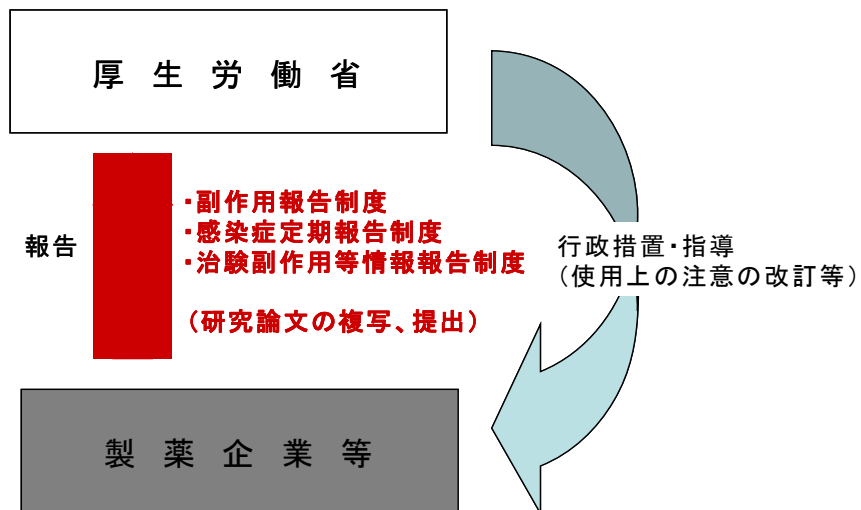 厚生労働省
・副作用報告制度
・感染症定期報告制度
・治験副作用等情報報告制度
（研究論文の複写、提出）
報告
行政措置・指導
（使用上の注意の改訂等）
製薬企業等